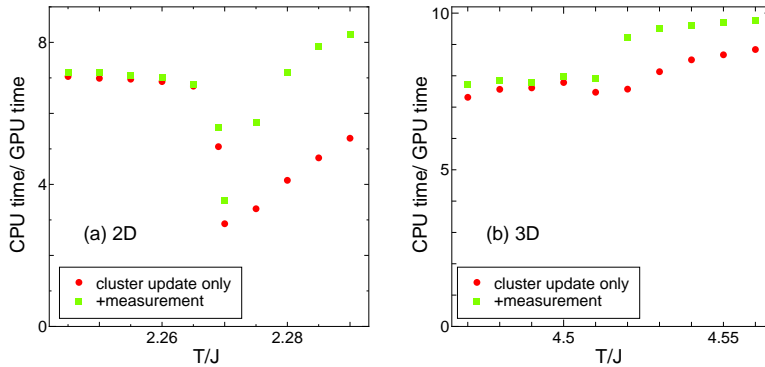 8
4
0
CPU time/ GPU time
(a) 2D
cluster update only
+measurement
2.26
2.28
T/J
10
5
0
CPU time/ GPU time
(b) 3D
cluster update only
+measurement
4.5
4.55
T/J